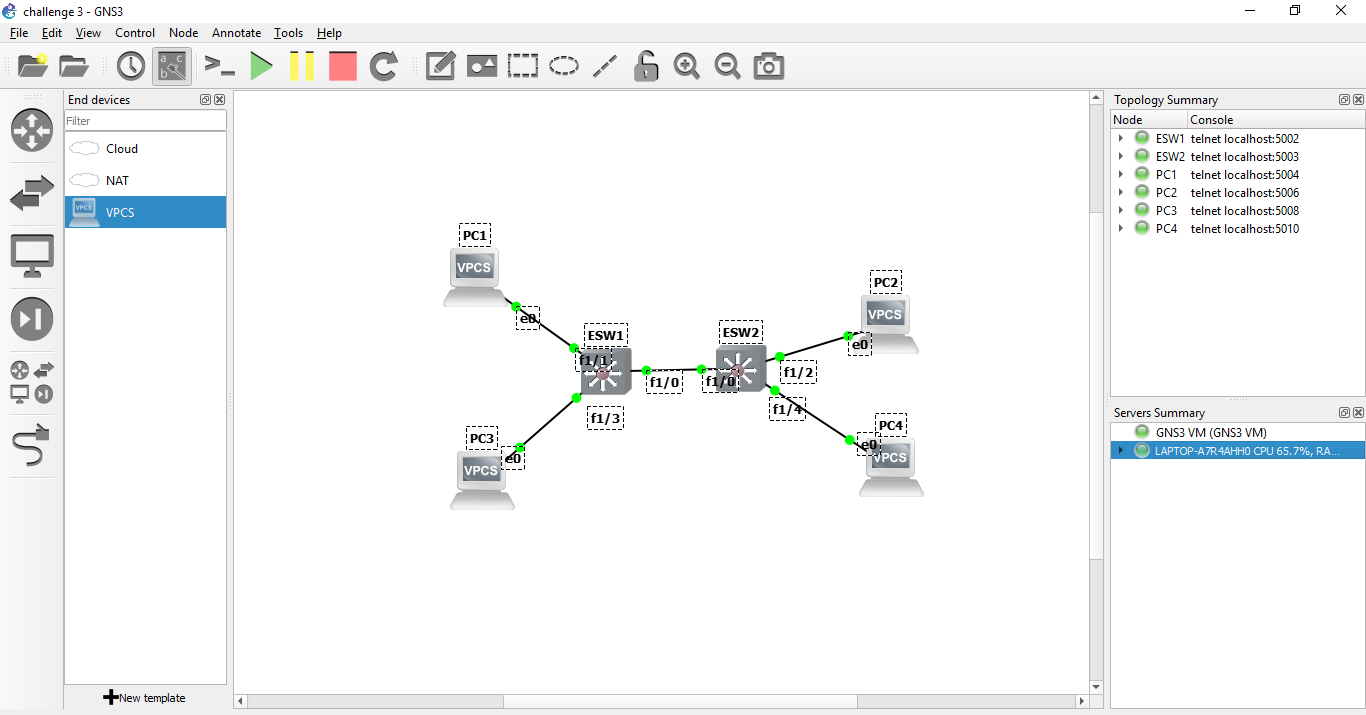 challenge 3 - GNS3
File Edit View Control Node Annotate Tools Help
End devices
Filter
Cloud
NAT
VPCS
VPCS
New template
PC1
VPCS
e0
ESW1
f1/1
f1/0
f1/3
PC3
VPCS
e0
ESW2
f1/0
f1/2
f1/4
PC2
VPCS
e0
PC4
VPCS
e0
Topology Summary
Node Console
ESW1 telnet localhost:5002
ESW2 telnet localhost:5003
PC1 telnet localhost:5004
PC2 telnet localhost:5006
PC3 telnet localhost:5008
PC4 telnet localhost:5010
Servers Summary
GNS3 VM (GNS3 VM)
LAPTOP-A7R4AHH0 CPU 65.7%, RA...